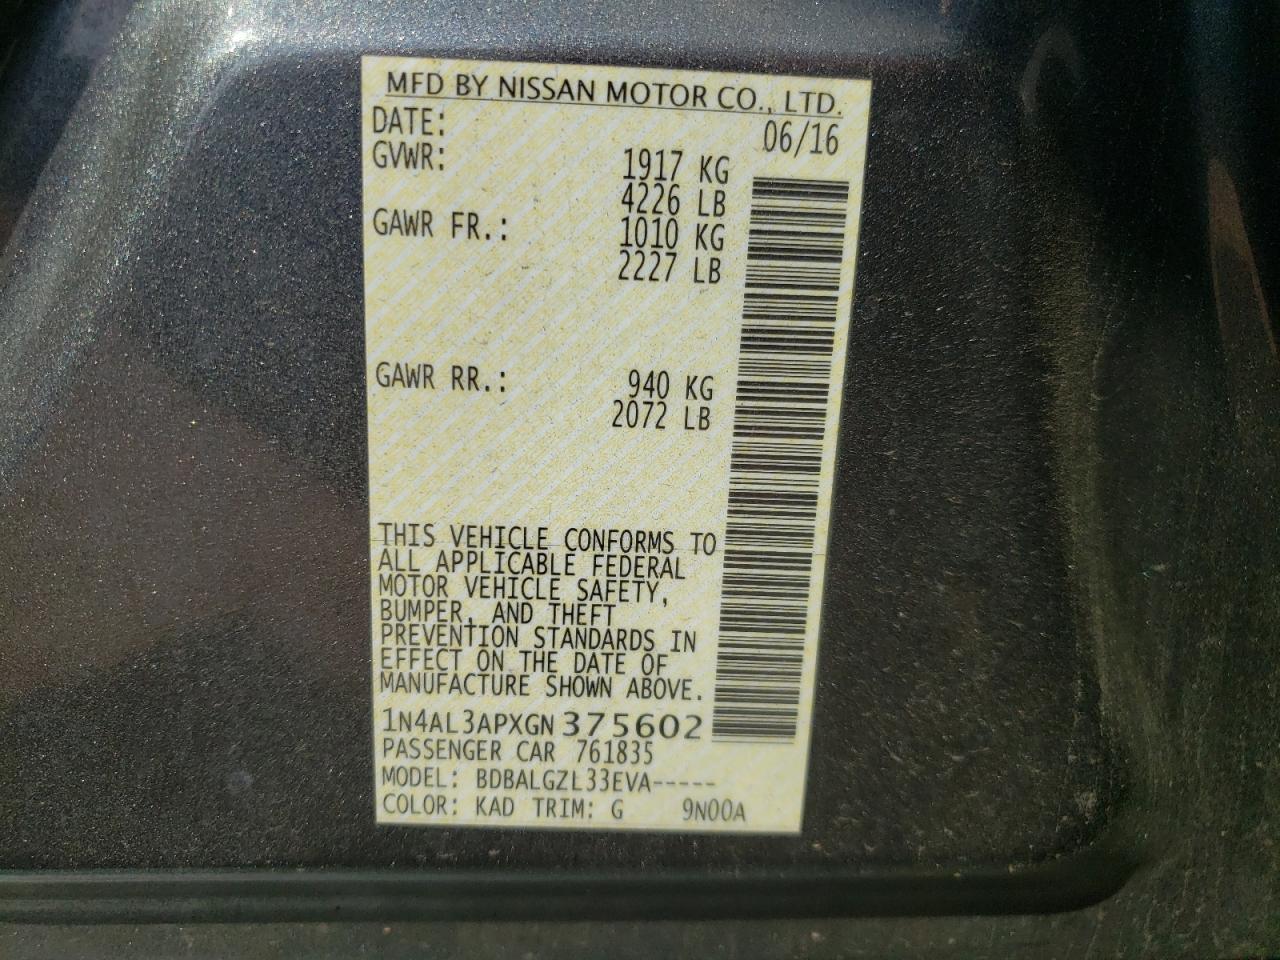 MFD BY NISSAN MOTOR CO., LTD.
DATE: 06/16
GVWR: 1917 KG
4226 LB
GAWR FR.: 1010 KG
2227 LB
GAWR RR.: 940 KG
2072 LB
THIS VEHICLE CONFORMS TO
ALL APPLICABLE FEDERAL
MOTOR VEHICLE SAFETY,
BUMPER, AND THEFT
PREVENTION STANDARDS IN
EFFECT ON THE DATE OF
MANUFACTURE SHOWN ABOVE.
1N4AL3APXGN375602
PASSENGER CAR 761835
MODEL: BDBALGZL33EVA-----
COLOR: KAD TRIM: G 9N00A